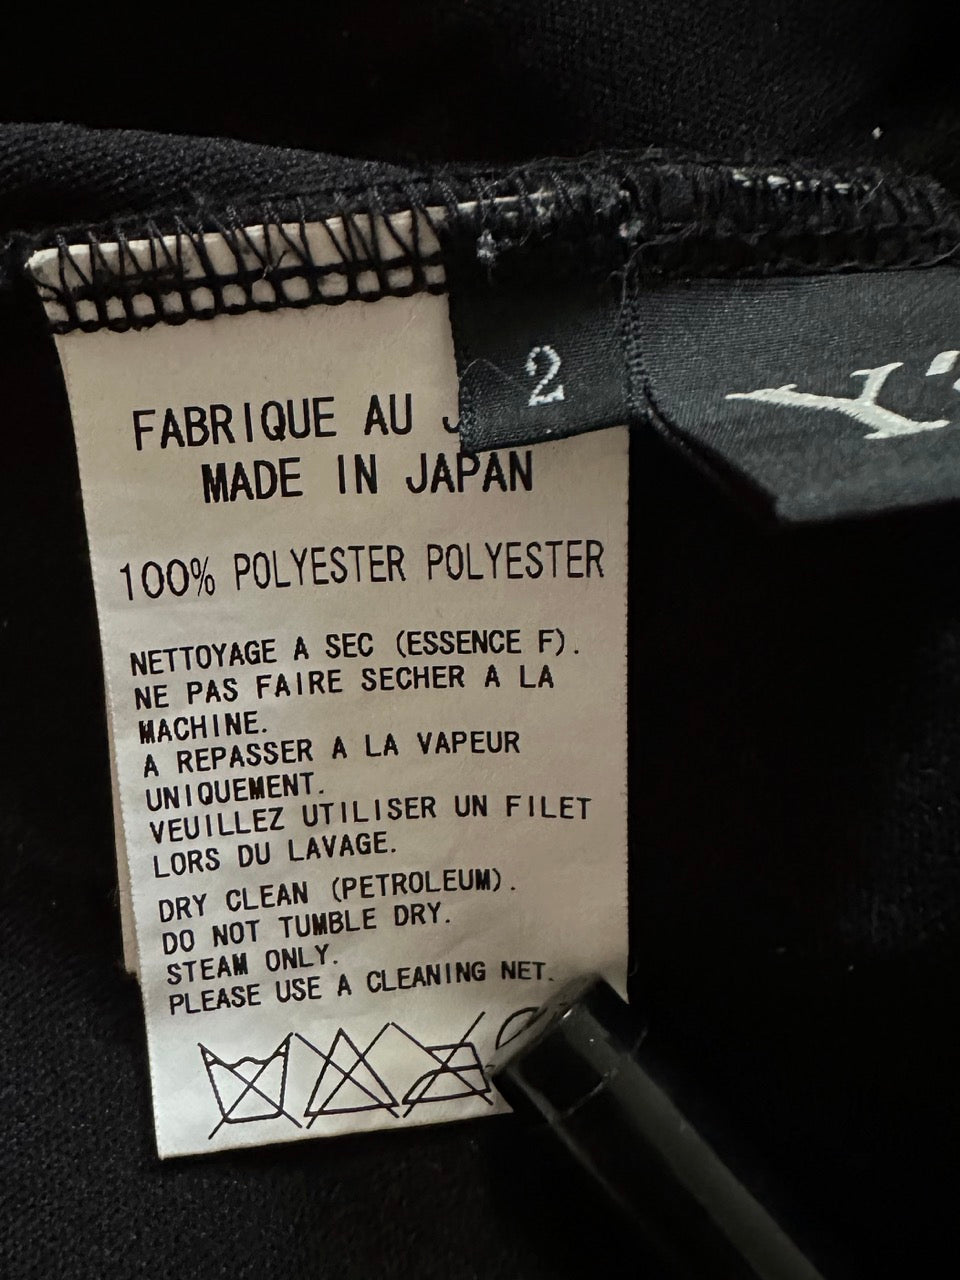 2
Y's
FABRIQUE AU
MADE IN JAPAN
100% POLYESTER POLYESTER
NETTOYAGE A SEC (ESSENCE F).
NE PAS FAIRE SECHER A LA
MACHINE.
A REPASSER A LA VAPEUR
UNIQUEMENT.
VEUILLEZ UTILISER UN FILET
LORS DU LAVAGE.
DRY CLEAN (PETROLEUM).
DO NOT TUMBLE DRY.
STEAM ONLY.
PLEASE USE A CLEANING NET.